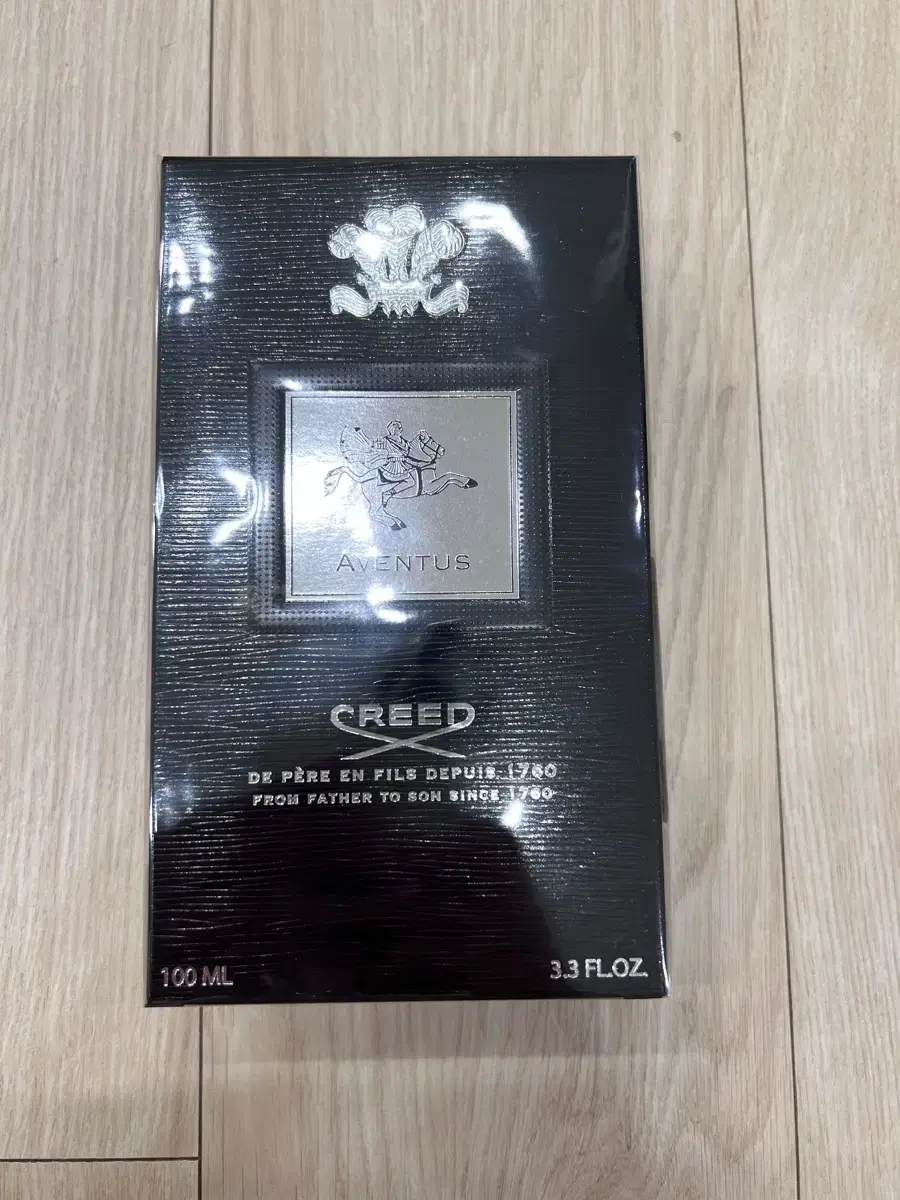 AVENTUS
CREED
DE PÈRE EN FILS DEPUIS 1760
FROM FATHER TO SON SINCE 1760
100 ML
3.3 FL.OZ.